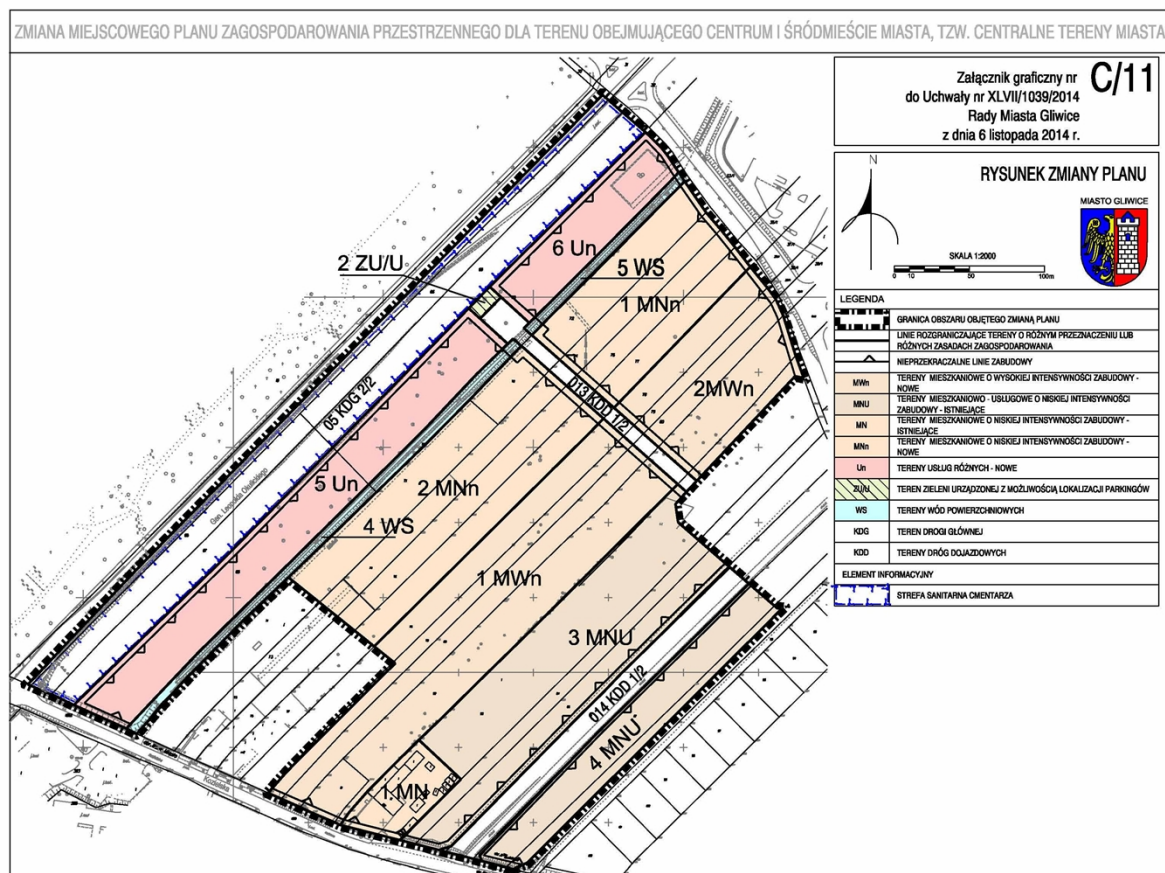 ZMIANA MIEJSCOWEGO PLANU ZAGOSPODAROWANIA PRZESTRZENNEGO DLA TERENU OBEJMUJĄCEGO CENTRUM I ŚRÓDMIEŚCIE MIASTA, TZW. CENTRALNE TERENY MIASTA
Załącznik graficzny nr C/11
do Uchwały nr XLVII/1039/2014
Rady Miasta Gliwice
z dnia 6 listopada 2014 r.
N
RYSUNEK ZMIANY PLANU
MIASTO GLIWICE
SKALA 1:2000
10 0 50 100m
LEGENDA
GRANICA OBSZARU OBJĘTEGO ZMIANĄ PLANU
LINIE ROZGRANICZAJĄCE TERENY O RÓŻNYM PRZEZNACZENIU LUB
RÓŻNYCH ZASADACH ZAGOSPODAROWANIA
NIEPRZEKRACZALNE LINIE ZABUDOWY
MWn TERENY MIESZKANIOWE O WYSOKIEJ INTENSYWNOŚCI ZABUDOWY -
NOWE
MNU TERENY MIESZKANIOWO - USŁUGOWE O NISKIEJ INTENSYWNOŚCI
ZABUDOWY - ISTNIEJĄCE
MN TERENY MIESZKANIOWE O NISKIEJ INTENSYWNOŚCI ZABUDOWY -
ISTNIEJĄCE
MNn TERENY MIESZKANIOWE O NISKIEJ INTENSYWNOŚCI ZABUDOWY -
NOWE
Un TERENY USŁUG RÓŻNYCH - NOWE
ZU/U TEREN ZIELENI URZĄDZONEJ Z MOŻLIWOŚCIĄ LOKALIZACJI PARKINGÓW
WS TERENY WÓD POWIERZCHNIOWYCH
KDG TEREN DROGI GŁÓWNEJ
KDD TERENY DRÓG DOJAZDOWYCH
ELEMENT INFORMACYJNY
STREFA SANITARNA CMENTARZA
6 Un
2 ZU/U
5 WS
1 MNn
2MWn
013 KDD 1/2
05 KDG 2/2
Gen. Leopolda Okulickiego
5 Un
2 MNn
4 WS
1 MWn
3 MNU
014 KDD 1/2
4 MNU
1 MN
Kozielska